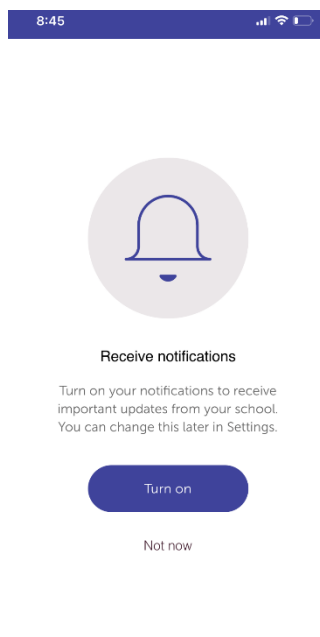 8:45
Receive notifications
Turn on your notifications to receive
important updates from your school.
You can change this later in Settings.
Turn on
Not now